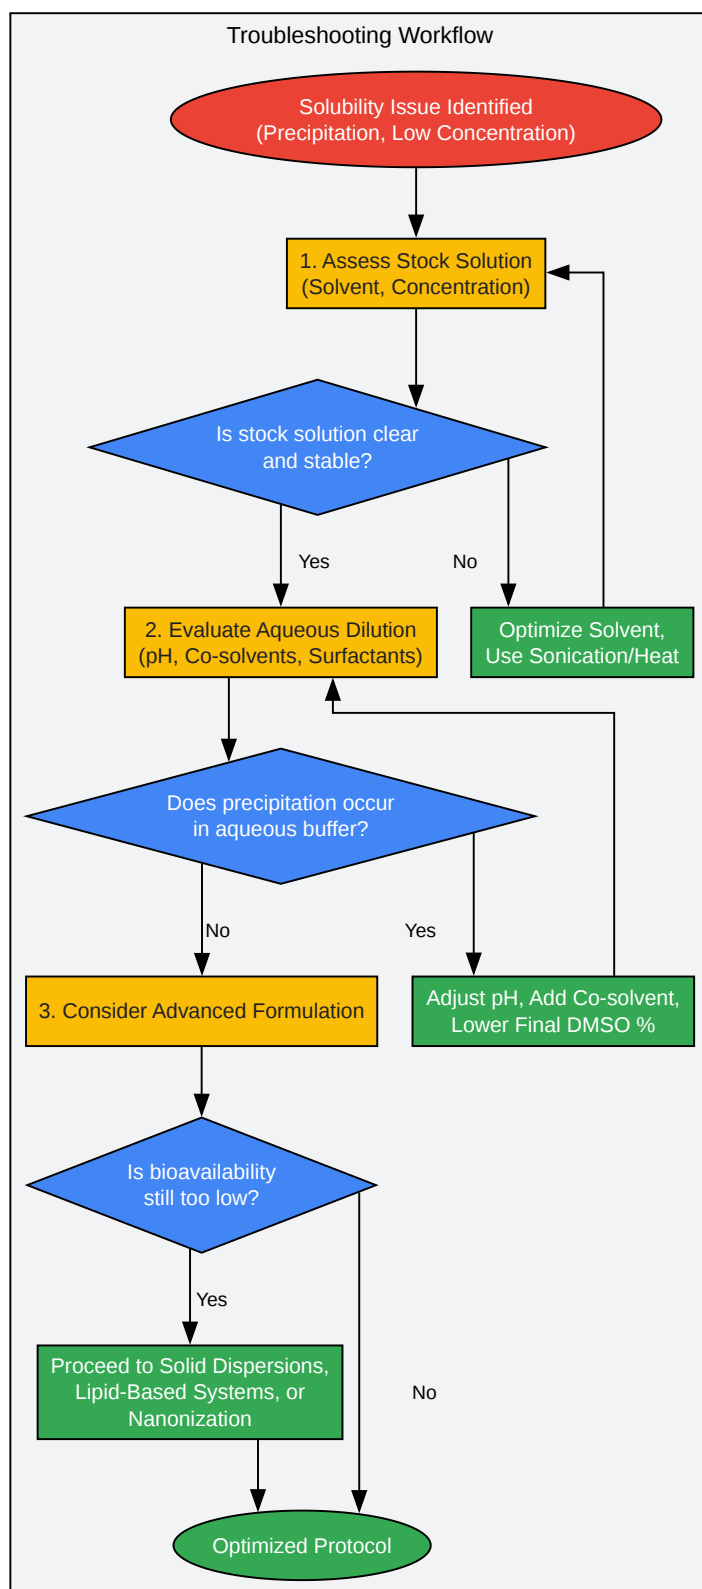 Troubleshooting Workflow
Solubility Issue Identified
(Precipitation, Low Concentration)
1. Assess Stock Solution
(Solvent, Concentration)
Is stock solution clear
and stable?
Yes
No
2. Evaluate Aqueous Dilution
(pH, Co-solvents, Surfactants)
Optimize Solvent,
Use Sonication/Heat
Does precipitation occur
in aqueous buffer?
No
Yes
3. Consider Advanced Formulation
Adjust pH, Add Co-solvent,
Lower Final DMSO %
Is bioavailability
still too low?
Yes
Proceed to Solid Dispersions,
Lipid-Based Systems, or
Nanonization
No
Optimized Protocol